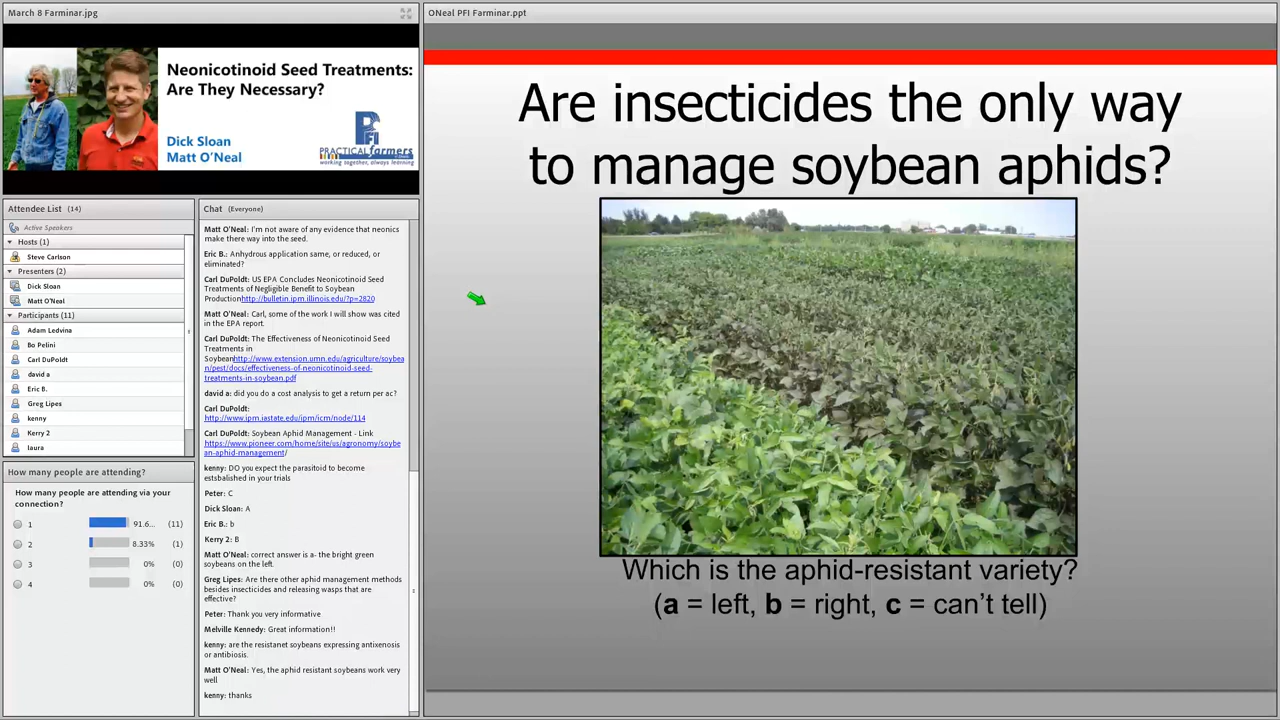 March 8 Farminar.jpg
Neonicotinoid Seed Treatments:
Are They Necessary?
Dick Sloan
Matt O'Neal
PFI
PRACTICAL farmers
working together, always learning
Attendee List (14)
Active Speakers
Hosts (1)
Steve Carlson
Presenters (2)
Dick Sloan
Matt O'Neal
Participants (11)
Adam Ledvina
Bo Pelini
Carl DuPoldt
david a
Eric B.
Greg Lipes
kenny
Kerry 2
laura
How many people are attending?
How many people are attending via your
connection?
1 91.6... (11)
2 8.33% (1)
3 0% (0)
4 0% (0)
Chat (Everyone)
Matt O'Neal: I'm not aware of any evidence that neonics
make there way into the seed.
Eric B.: Anhydrous application same, or reduced, or
eliminated?
Carl DuPoldt: US EPA Concludes Neonicotinoid Seed
Treatments of Negligible Benefit to Soybean
Productionhttp://bulletin.ipm.illinois.edu/?p=2820
Matt O'Neal: Carl, some of the work I will show was cited
in the EPA report.
Carl DuPoldt: The Effectiveness of Neonicotinoid Seed
Treatments in
Soybeanhttp://www.extension.umn.edu/agriculture/soybea
n/pest/docs/effectiveness-of-neonicotinoid-seed-
treatments-in-soybean.pdf
david a: did you do a cost analysis to get a return per ac?
Carl DuPoldt:
http://www.ipm.iastate.edu/ipm/icm/node/114
Carl DuPoldt: Soybean Aphid Management - Link
https://www.pioneer.com/home/site/us/agronomy/soybe
an-aphid-management/
kenny: DO you expect the parasitoid to become
estsbalished in your trials
Peter: C
Dick Sloan: A
Eric B.: b
Kerry 2: B
Matt O'Neal: correct answer is a- the bright green
soybeans on the left.
Greg Lipes: Are there other aphid management methods
besides insecticides and releasing wasps that are
effective?
Peter: Thank you very informative
Melville Kennedy: Great information!!
kenny: are the resistanet soybeans expressing antixenosis
or antibiosis.
Matt O'Neal: Yes, the aphid resistant soybeans work very
well
kenny: thanks
ONeal PFI Farminar.ppt
Are insecticides the only way
to manage soybean aphids?
Which is the aphid-resistant variety?
(a = left, b = right, c = can't tell)